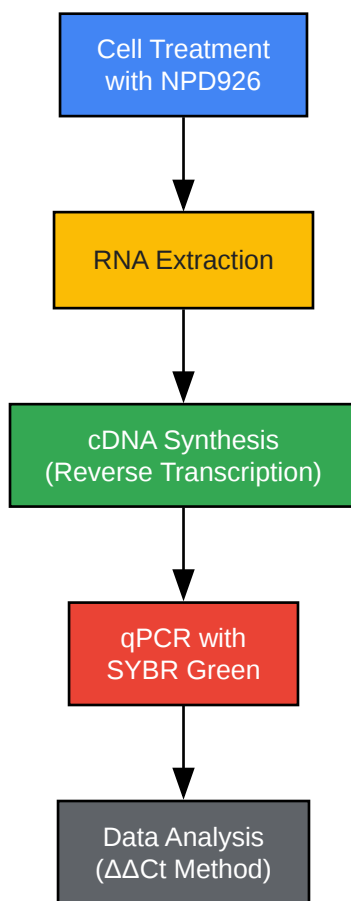 Cell Treatment
with NPD926
RNA Extraction
cDNA Synthesis
(Reverse Transcription)
qPCR with
SYBR Green
Data Analysis
(ΔΔCt Method)